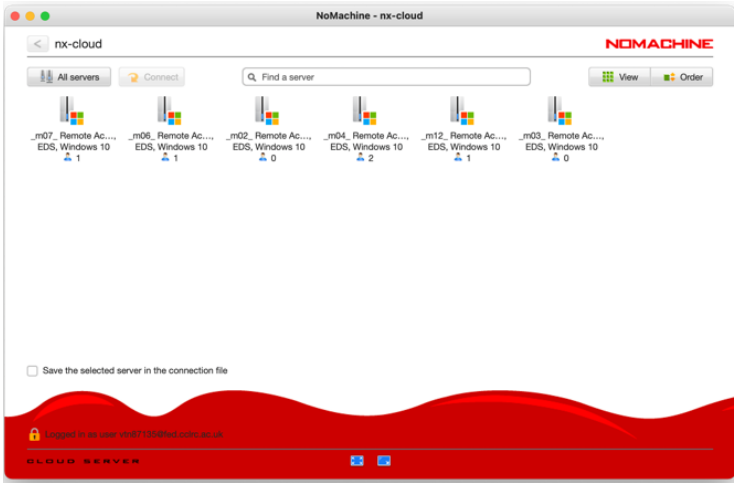 NoMachine - nx-cloud
nx-cloud
NOMACHINE
All servers Connect Find a server View Order
_m07_ Remote Ac..., _m06_ Remote Ac..., _m02_ Remote Ac..., _m04_ Remote Ac..., _m12_ Remote Ac..., _m03_ Remote Ac...,
EDS, Windows 10 EDS, Windows 10 EDS, Windows 10 EDS, Windows 10 EDS, Windows 10 EDS, Windows 10
1 1 0 2 1 0
Save the selected server in the connection file
Logged in as user
CLOUD SERVER